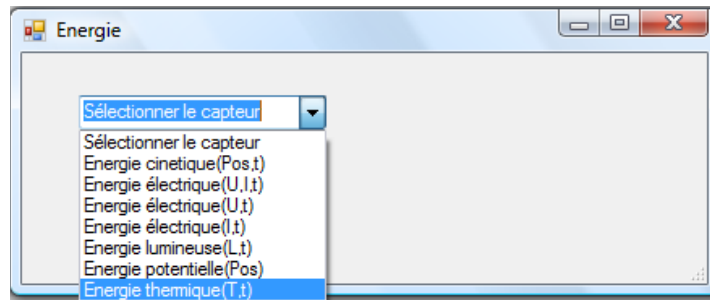 Energie
Sélectionner le capteur
Sélectionner le capteur
Energie cinetique(Pos,t)
Energie électrique(U,I,t)
Energie électrique(U,t)
Energie électrique(I,t)
Energie lumineuse(L,t)
Energie potentielle(Pos)
Energie thermique(T,t)